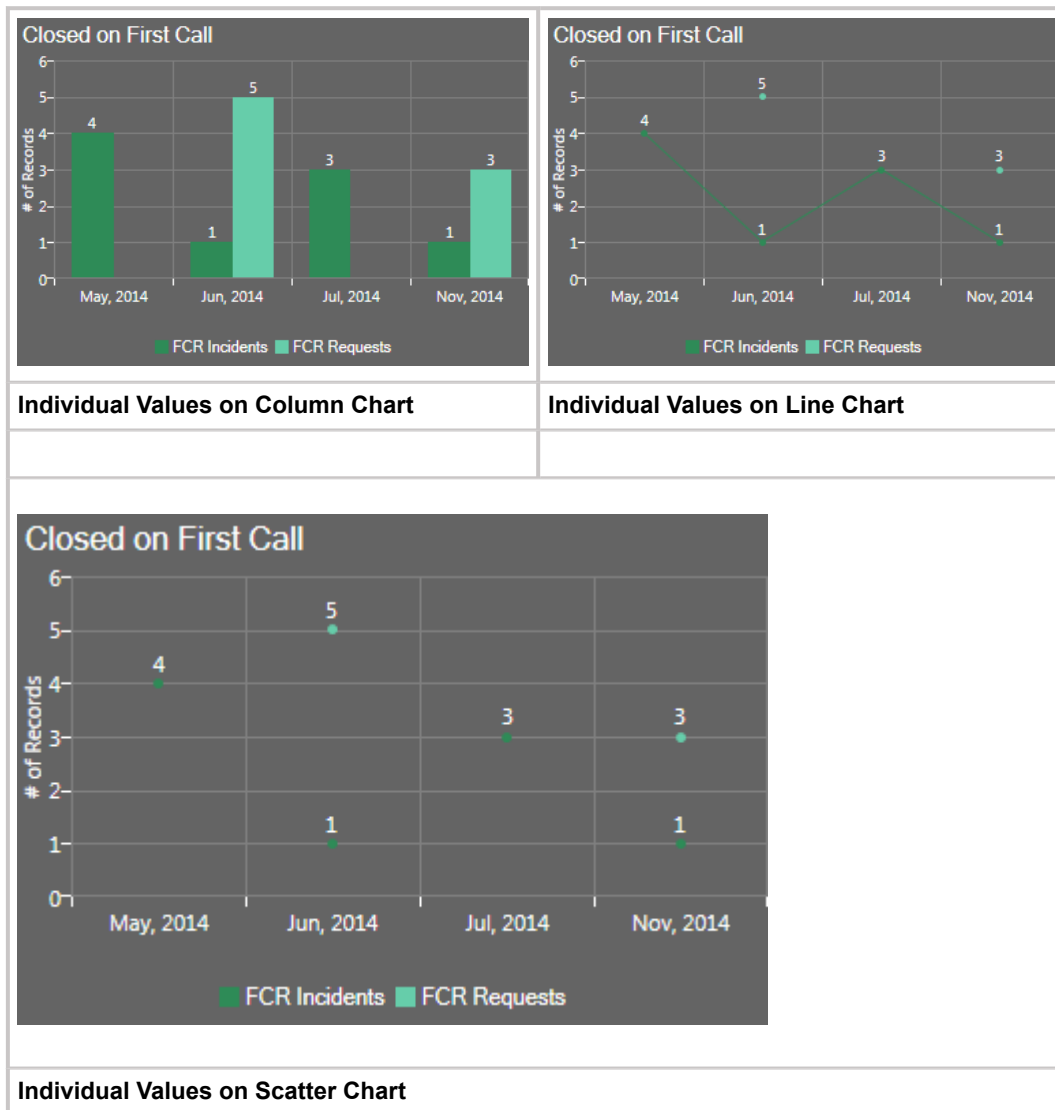 Closed on First Call
6
5
4
3
2
1
0
# of Records
4
1
5
3
1
3
May, 2014 Jun, 2014 Jul, 2014 Nov, 2014
FCR Incidents FCR Requests
Individual Values on Column Chart
Closed on First Call
6
5
4
3
2
1
0
# of Records
4
5
1
3
3
1
May, 2014 Jun, 2014 Jul, 2014 Nov, 2014
FCR Incidents FCR Requests
Individual Values on Line Chart
Closed on First Call
6
5
4
3
2
1
0
# of Records
4
5
1
3
3
1
May, 2014 Jun, 2014 Jul, 2014 Nov, 2014
FCR Incidents FCR Requests
Individual Values on Scatter Chart